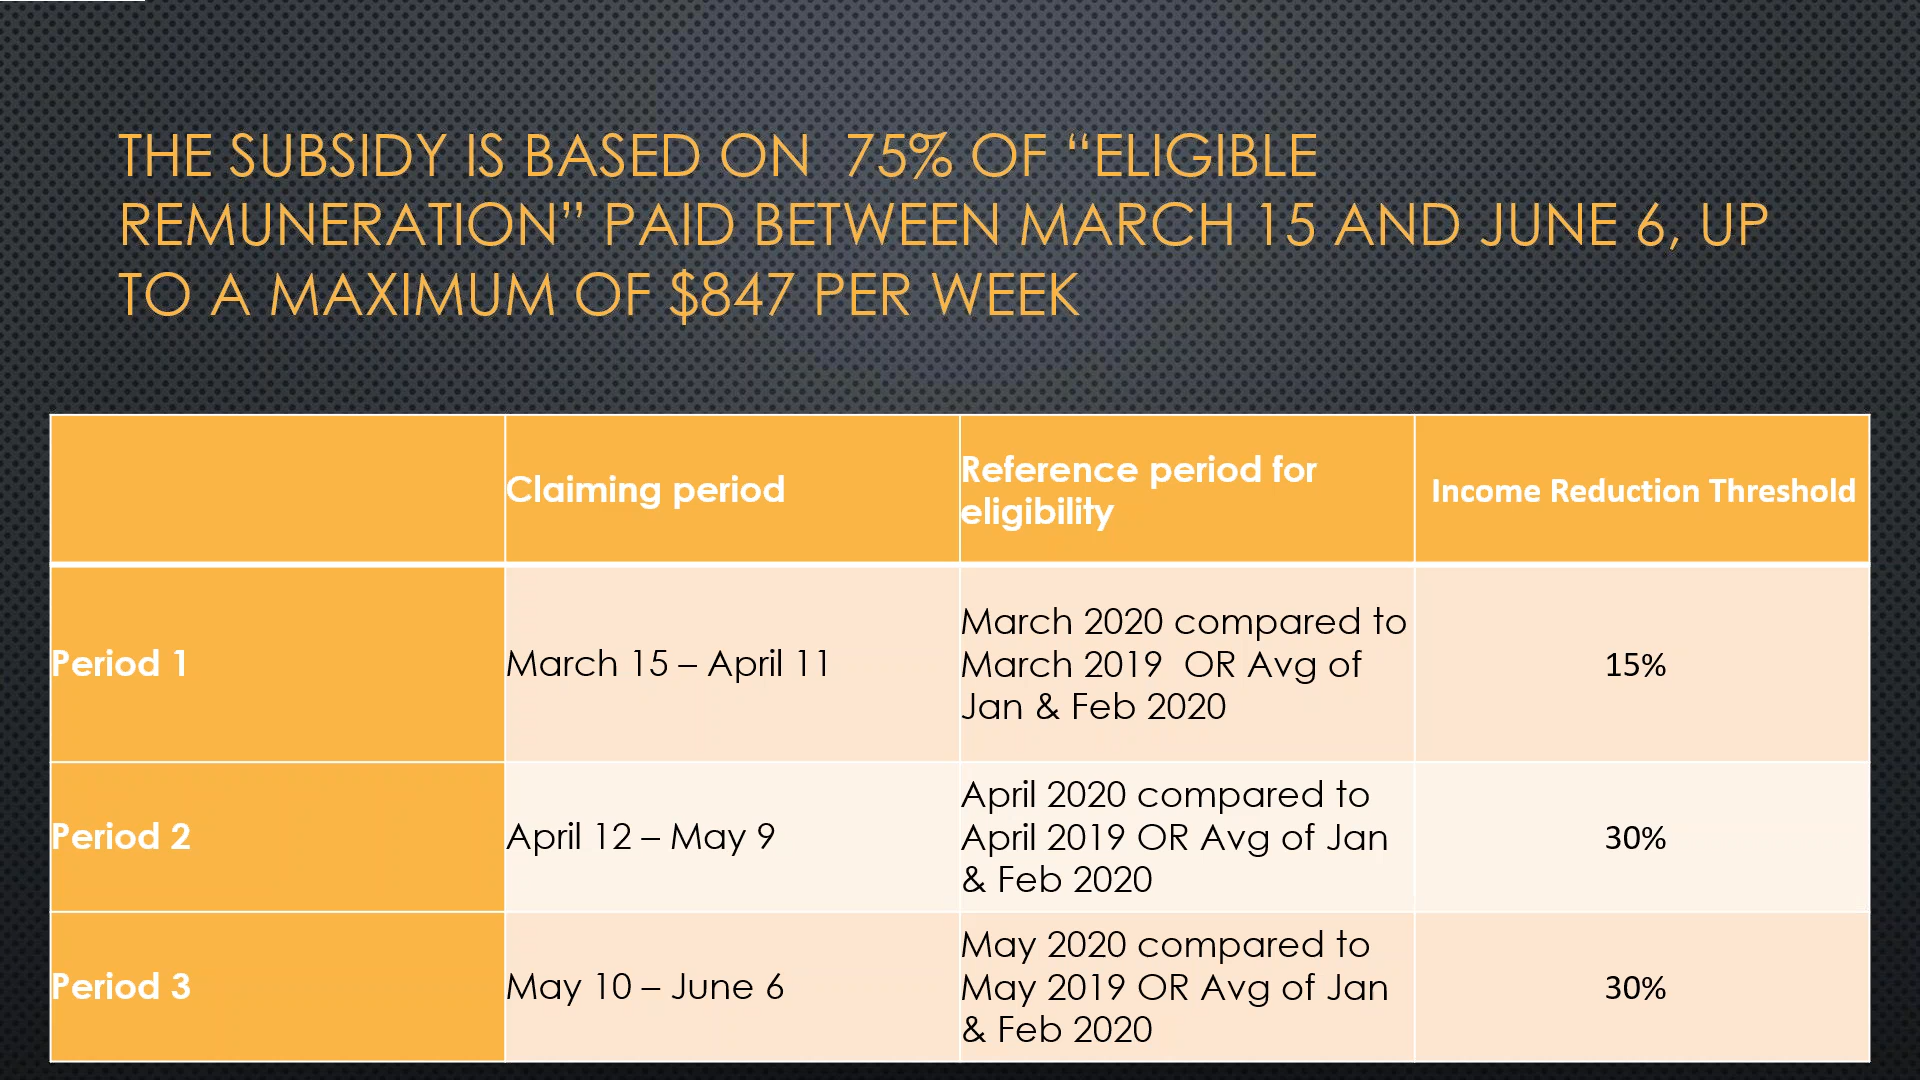 THE SUBSIDY IS BASED ON  75% OF “ELIGIBLE
REMUNERATION” PAID BETWEEN MARCH 15 AND JUNE 6, UP
TO A MAXIMUM OF $847 PER WEEK
Claiming period
Reference period for
eligibility
Income Reduction Threshold
Period 1
March 15 – April 11
March 2020 compared to
March 2019  OR Avg of
Jan & Feb 2020
15%
Period 2
April 12 – May 9
April 2020 compared to
April 2019 OR Avg of Jan
& Feb 2020
30%
Period 3
May 10 – June 6
May 2020 compared to
May 2019 OR Avg of Jan
& Feb 2020
30%